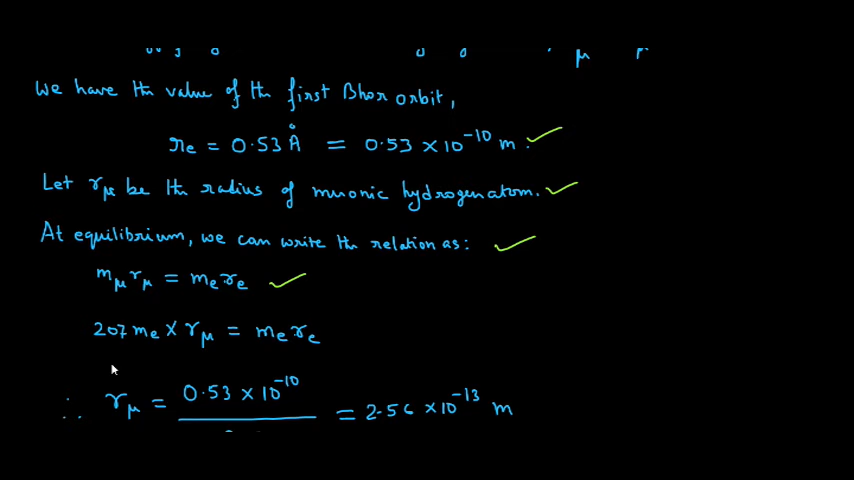 We have the value of the first Bhor orbit,
re = 0.53 Å = 0.53 × 10⁻¹⁰ m.
Let rμ be the radius of muonic hydrogen atom.
At equilibrium, we can write the relation as:
mμ rμ = me.re
207 me × rμ = me.re
∴ rμ = 0.53 × 10⁻¹⁰ = 2.56 × 10⁻¹³ m